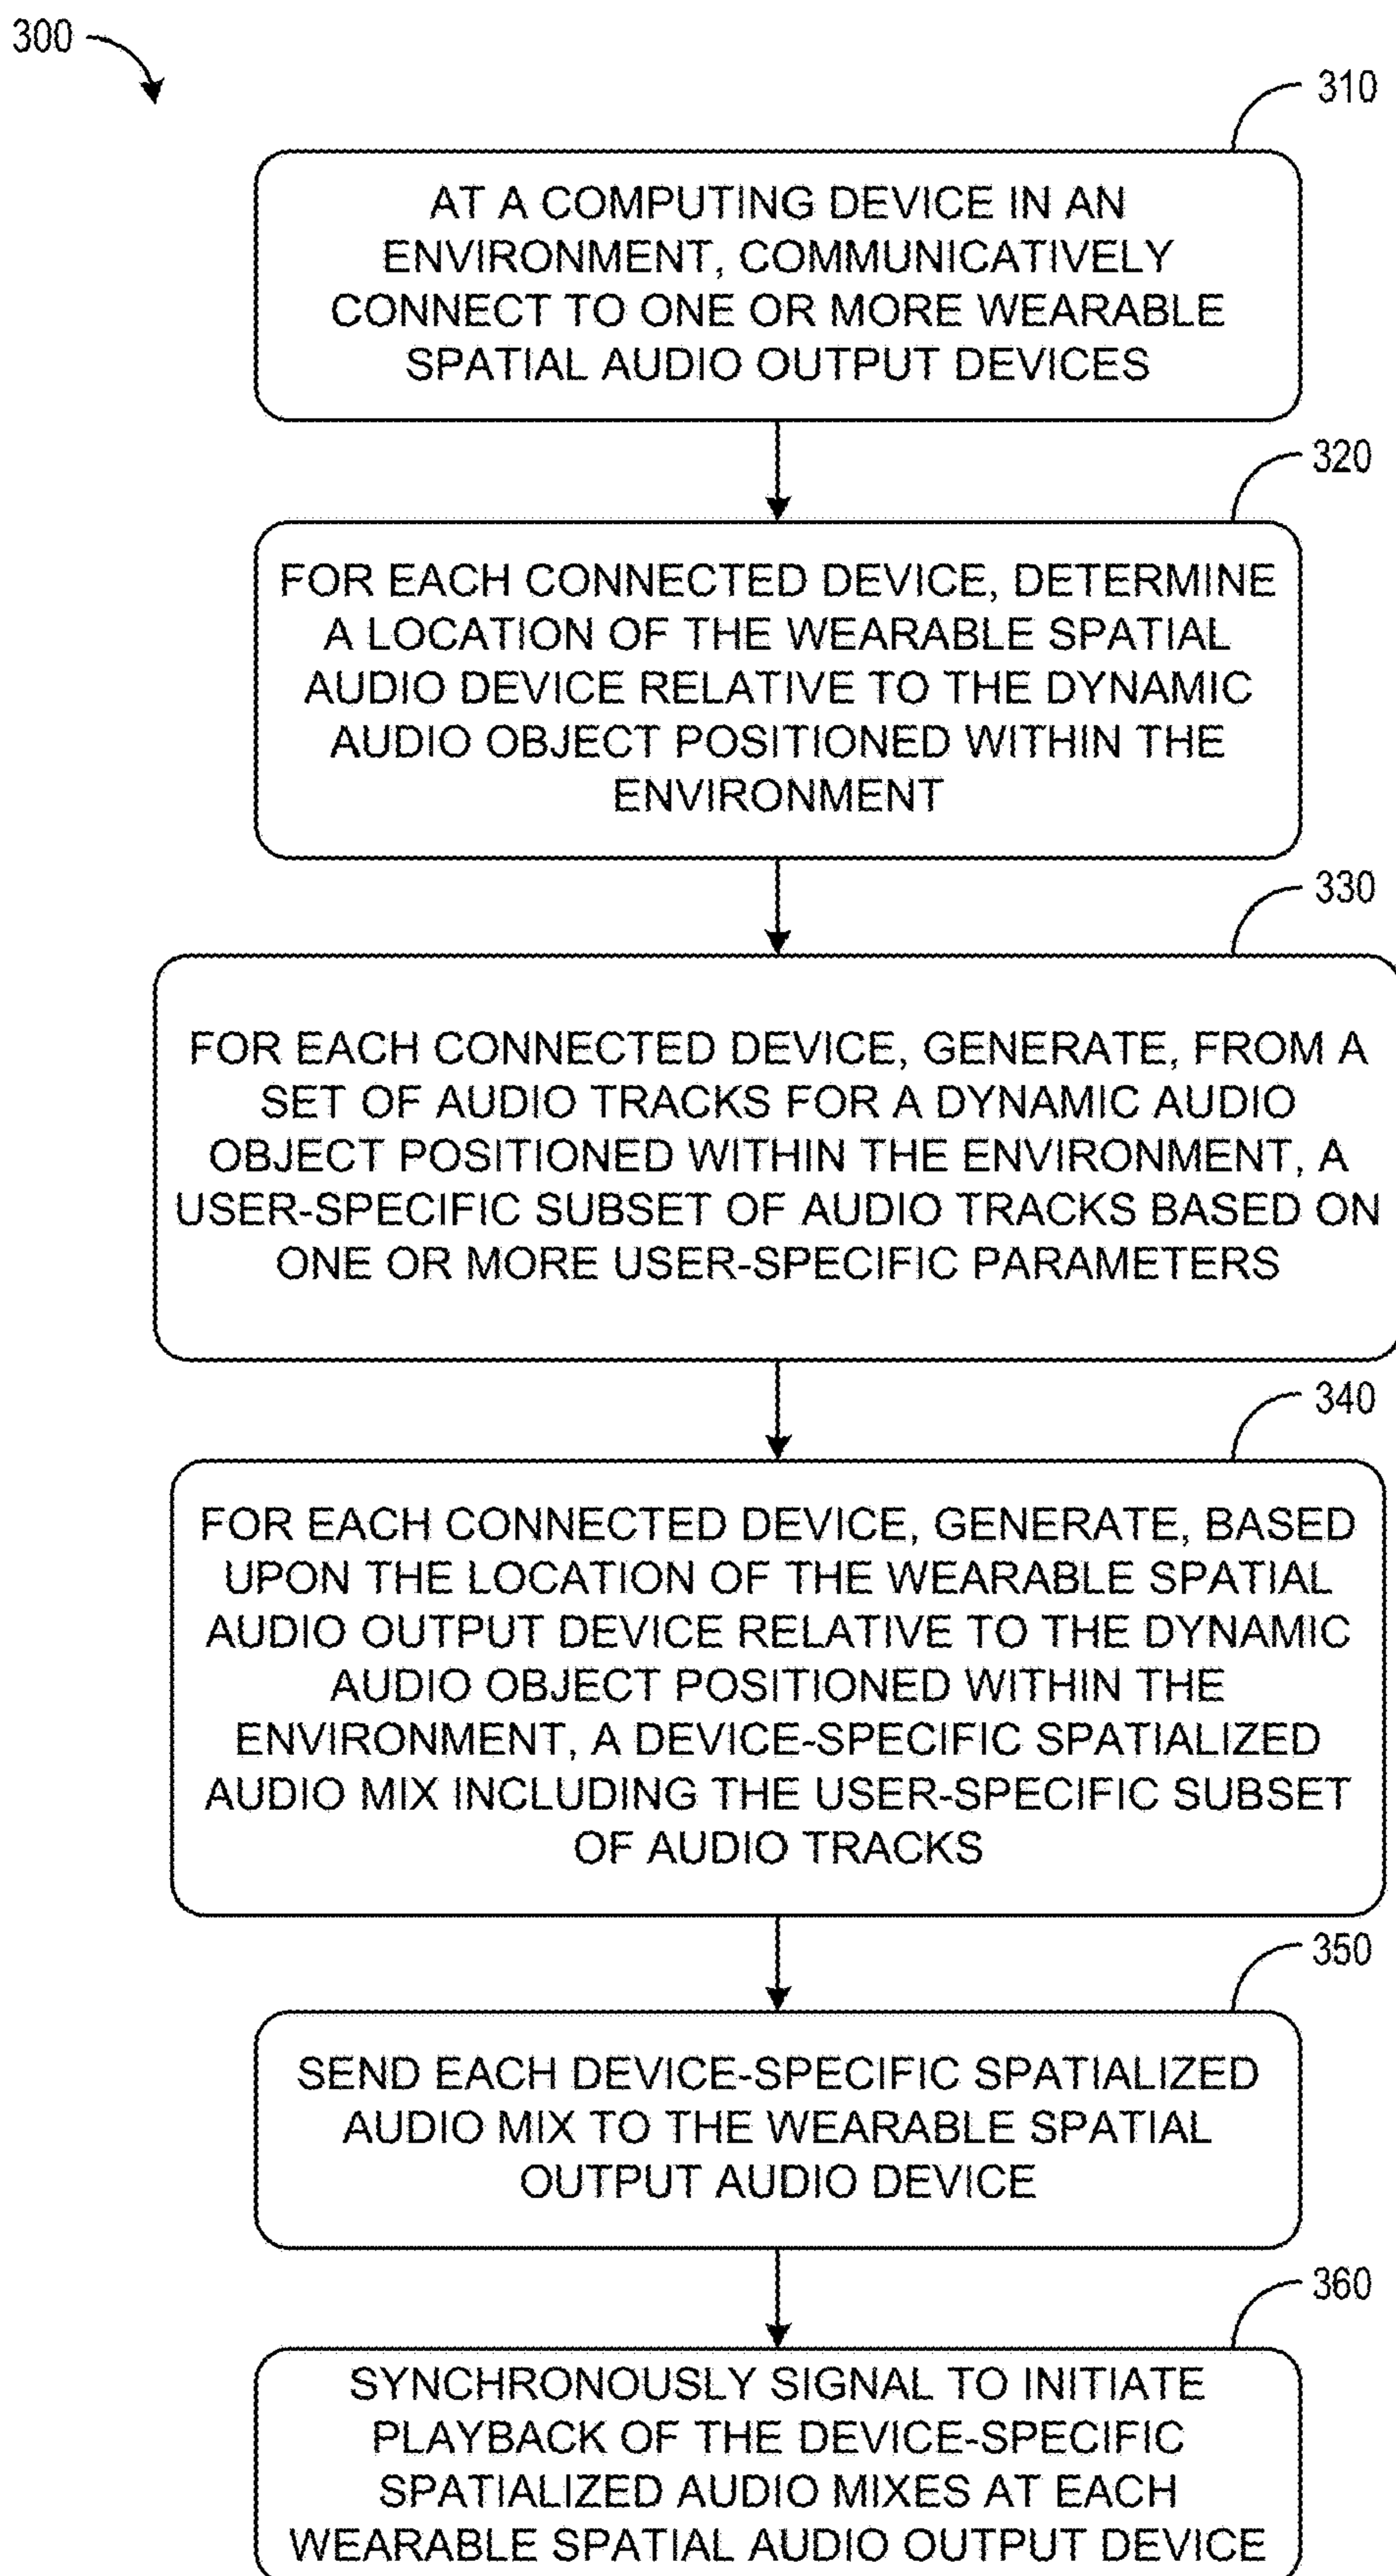 300
310
AT A COMPUTING DEVICE IN AN
ENVIRONMENT, COMMUNICATIVELY
CONNECT TO ONE OR MORE WEARABLE
SPATIAL AUDIO OUTPUT DEVICES
320
FOR EACH CONNECTED DEVICE, DETERMINE
A LOCATION OF THE WEARABLE SPATIAL
AUDIO DEVICE RELATIVE TO THE DYNAMIC
AUDIO OBJECT POSITIONED WITHIN THE
ENVIRONMENT
330
FOR EACH CONNECTED DEVICE, GENERATE, FROM A
SET OF AUDIO TRACKS FOR A DYNAMIC AUDIO
OBJECT POSITIONED WITHIN THE ENVIRONMENT, A
USER-SPECIFIC SUBSET OF AUDIO TRACKS BASED ON
ONE OR MORE USER-SPECIFIC PARAMETERS
340
FOR EACH CONNECTED DEVICE, GENERATE, BASED
UPON THE LOCATION OF THE WEARABLE SPATIAL
AUDIO OUTPUT DEVICE RELATIVE TO THE DYNAMIC
AUDIO OBJECT POSITIONED WITHIN THE
ENVIRONMENT, A DEVICE-SPECIFIC SPATIALIZED
AUDIO MIX INCLUDING THE USER-SPECIFIC SUBSET
OF AUDIO TRACKS
350
SEND EACH DEVICE-SPECIFIC SPATIALIZED
AUDIO MIX TO THE WEARABLE SPATIAL
OUTPUT AUDIO DEVICE
360
SYNCHRONOUSLY SIGNAL TO INITIATE
PLAYBACK OF THE DEVICE-SPECIFIC
SPATIALIZED AUDIO MIXES AT EACH
WEARABLE SPATIAL AUDIO OUTPUT DEVICE